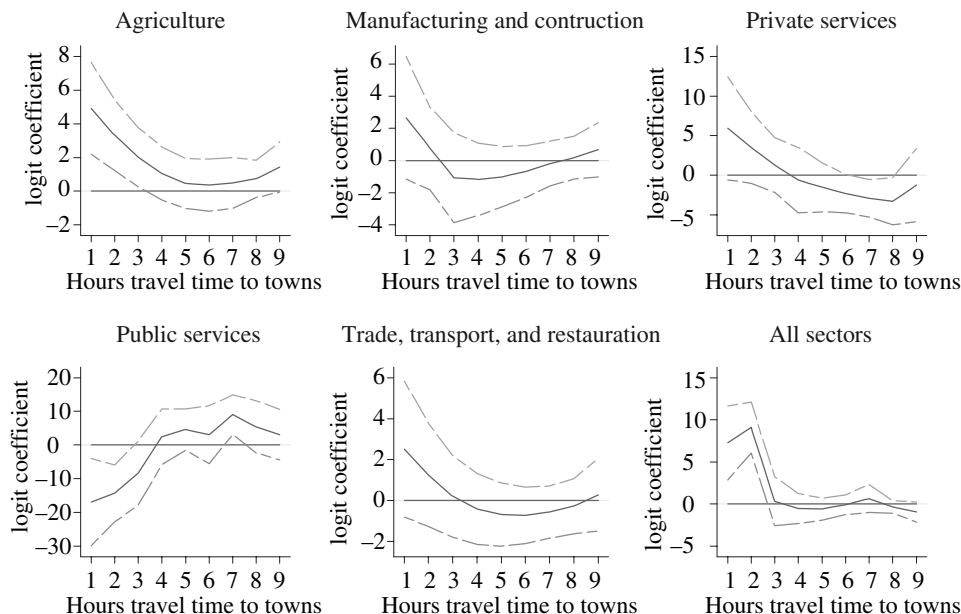 Agriculture
8
6
4
2
0
–2
logit coefficient
1 2 3 4 5 6 7 8 9
Hours travel time to towns
Manufacturing and contruction
6
4
2
0
–2
–4
logit coefficient
1 2 3 4 5 6 7 8 9
Hours travel time to towns
Private services
15
10
5
0
–5
logit coefficient
1 2 3 4 5 6 7 8 9
Hours travel time to towns
Public services
20
10
0
–10
–20
–30
logit coefficient
1 2 3 4 5 6 7 8 9
Hours travel time to towns
Trade, transport, and restauration
6
4
2
0
–2
logit coefficient
1 2 3 4 5 6 7 8 9
Hours travel time to towns
All sectors
15
10
5
0
–5
logit coefficient
1 2 3 4 5 6 7 8 9
Hours travel time to towns